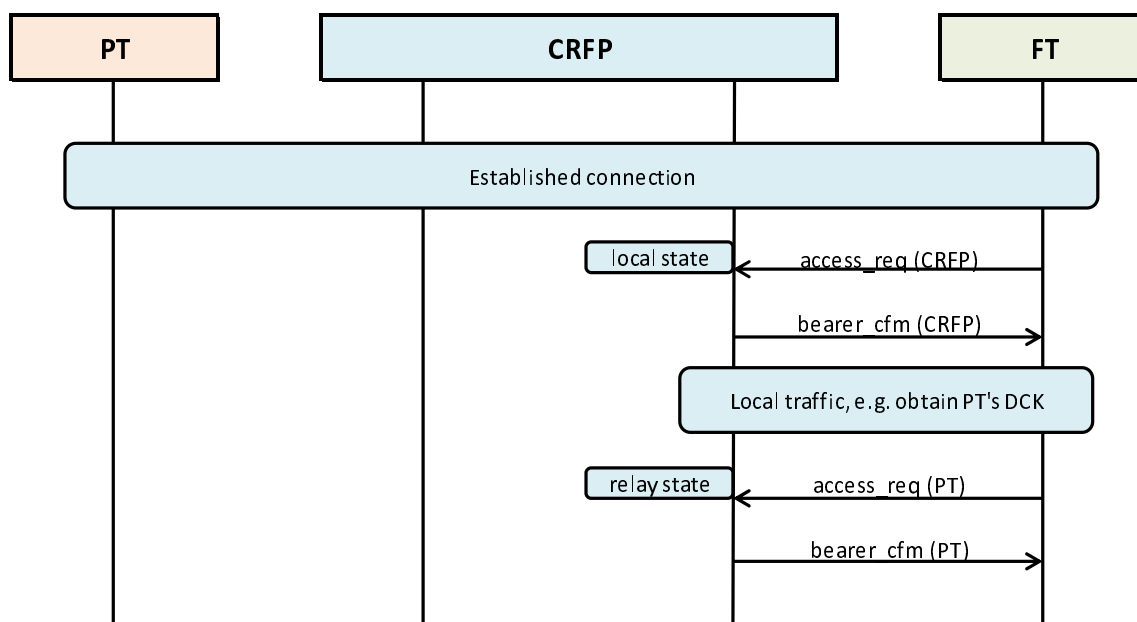 PT
CRFP
FT
Established connection
local state
access_req (CRFP)
bearer_cfm (CRFP)
Local traffic, e.g. obtain PT's DCK
relay state
access_req (PT)
bearer_cfm (PT)